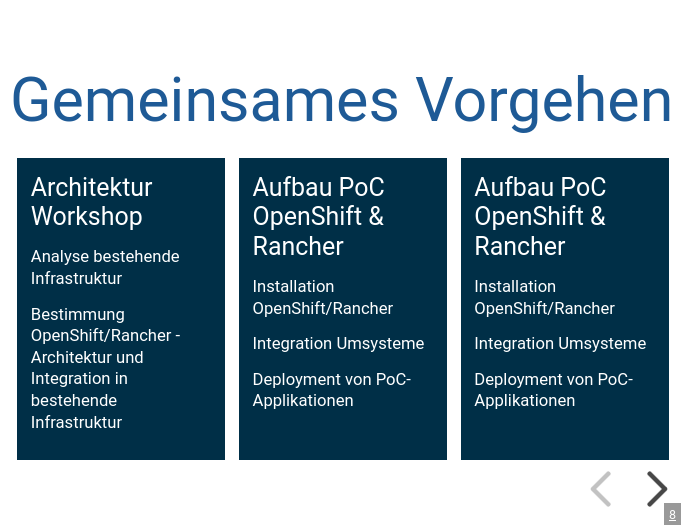 Gemeinsames Vorgehen
Architektur
Workshop
Analyse bestehende
Infrastruktur
Bestimmung
OpenShift/Rancher -
Architektur und
Integration in
bestehende
Infrastruktur
Aufbau PoC
OpenShift &
Rancher
Installation
OpenShift/Rancher
Integration Umsysteme
Deployment von PoC-
Applikationen
Aufbau PoC
OpenShift &
Rancher
Installation
OpenShift/Rancher
Integration Umsysteme
Deployment von PoC-
Applikationen
8